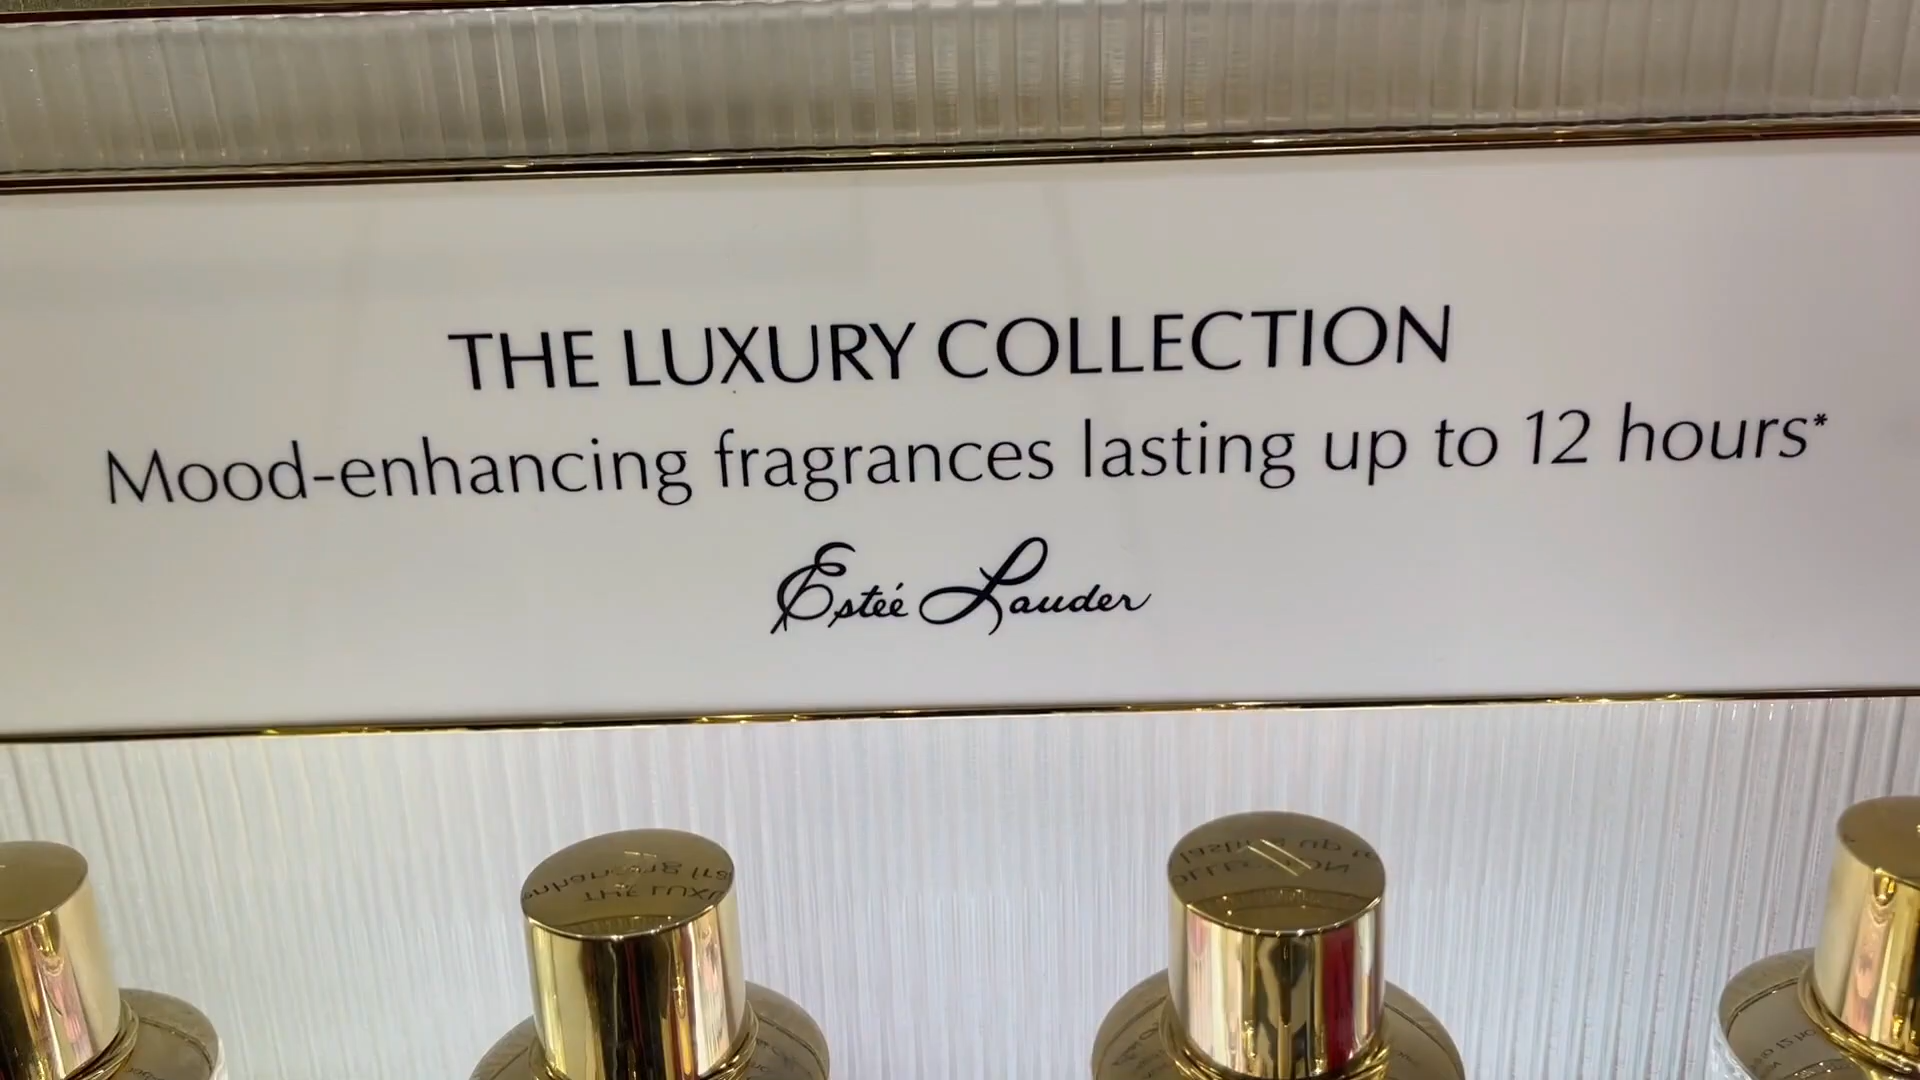 THE LUXURY COLLECTION
Mood-enhancing fragrances lasting up to 12 hours*
Estée Lauder